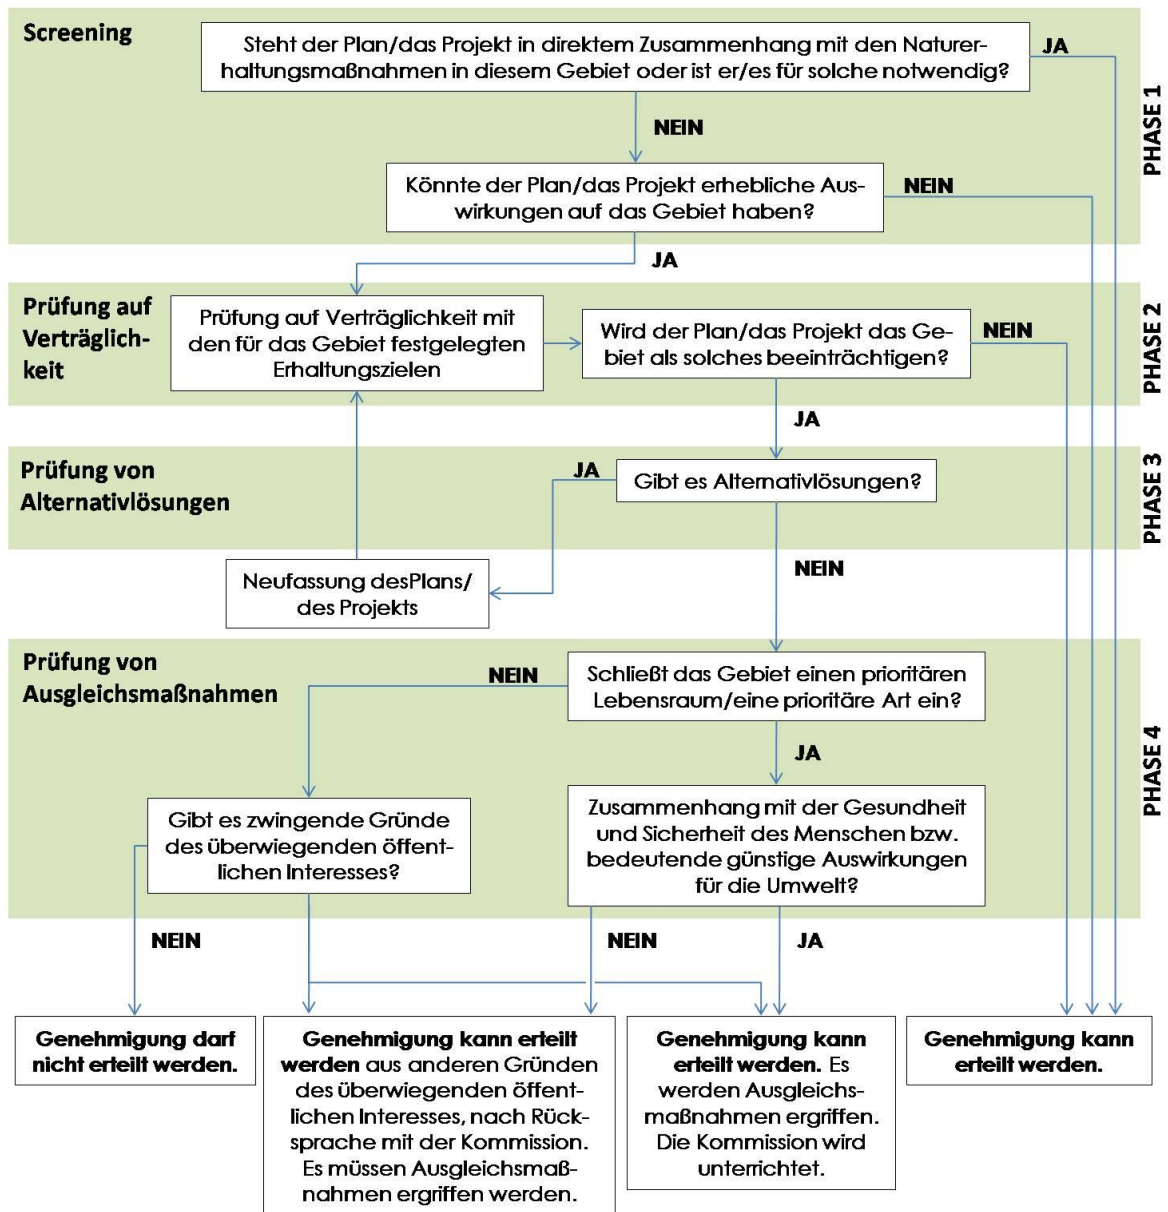 Screening
Steht der Plan/das Projekt in direktem Zusammenhang mit den Naturer-
haltungsmaßnahmen in diesem Gebiet oder ist er/es für solche notwendig?
JA
PHASE 1
NEIN
Könnte der Plan/das Projekt erhebliche Aus-
wirkungen auf das Gebiet haben?
NEIN
JA
Prüfung auf
Verträglich-
keit
Prüfung auf Verträglichkeit mit
den für das Gebiet festgelegten
Erhaltungszielen
Wird der Plan/das Projekt das Ge-
biet als solches beeinträchtigen?
NEIN
PHASE 2
JA
Prüfung von
Alternativlösungen
JA
Gibt es Alternativlösungen?
PHASE 3
NEIN
Neufassung desPlans/
des Projekts
Prüfung von
Ausgleichsmaßnahmen
NEIN
Schließt das Gebiet einen prioritären
Lebensraum/eine prioritäre Art ein?
PHASE 4
JA
Gibt es zwingende Gründe
des überwiegenden öffent-
lichen Interesses?
Zusammenhang mit der Gesundheit
und Sicherheit des Menschen bzw.
bedeutende günstige Auswirkungen
für die Umwelt?
NEIN
NEIN
JA
Genehmigung darf
nicht erteilt werden.
Genehmigung kann erteilt
werden aus anderen Gründen
des überwiegenden öffent-
lichen Interesses, nach Rück-
sprache mit der Kommission.
Es müssen Ausgleichsmaß-
nahmen ergriffen werden.
Genehmigung kann
erteilt werden. Es
werden Ausgleichs-
maßnahmen ergriffen.
Die Kommission wird
unterrichtet.
Genehmigung kann
erteilt werden.